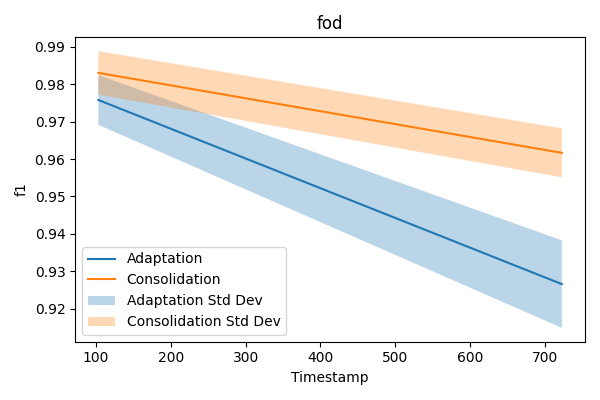 fod
f1
0.99
0.98
0.97
0.96
0.95
0.94
0.93
0.92
Adaptation
Consolidation
Adaptation Std Dev
Consolidation Std Dev
100 200 300 400 500 600 700
Timestamp